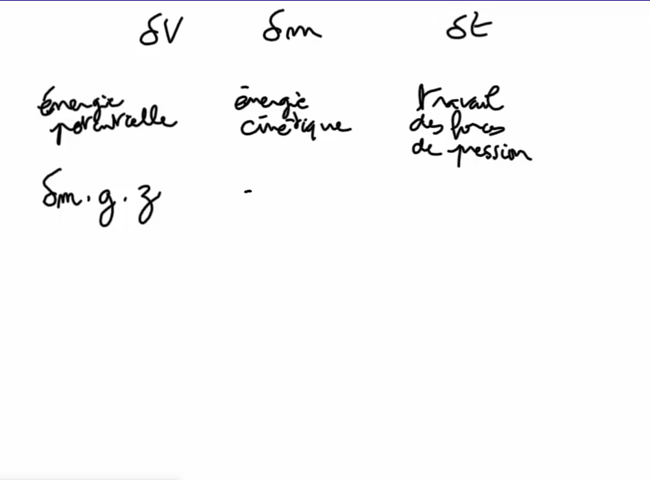 δV δm δt
énergie potentielle
énergie cinétique
travail des forces de pression
δm . g . z